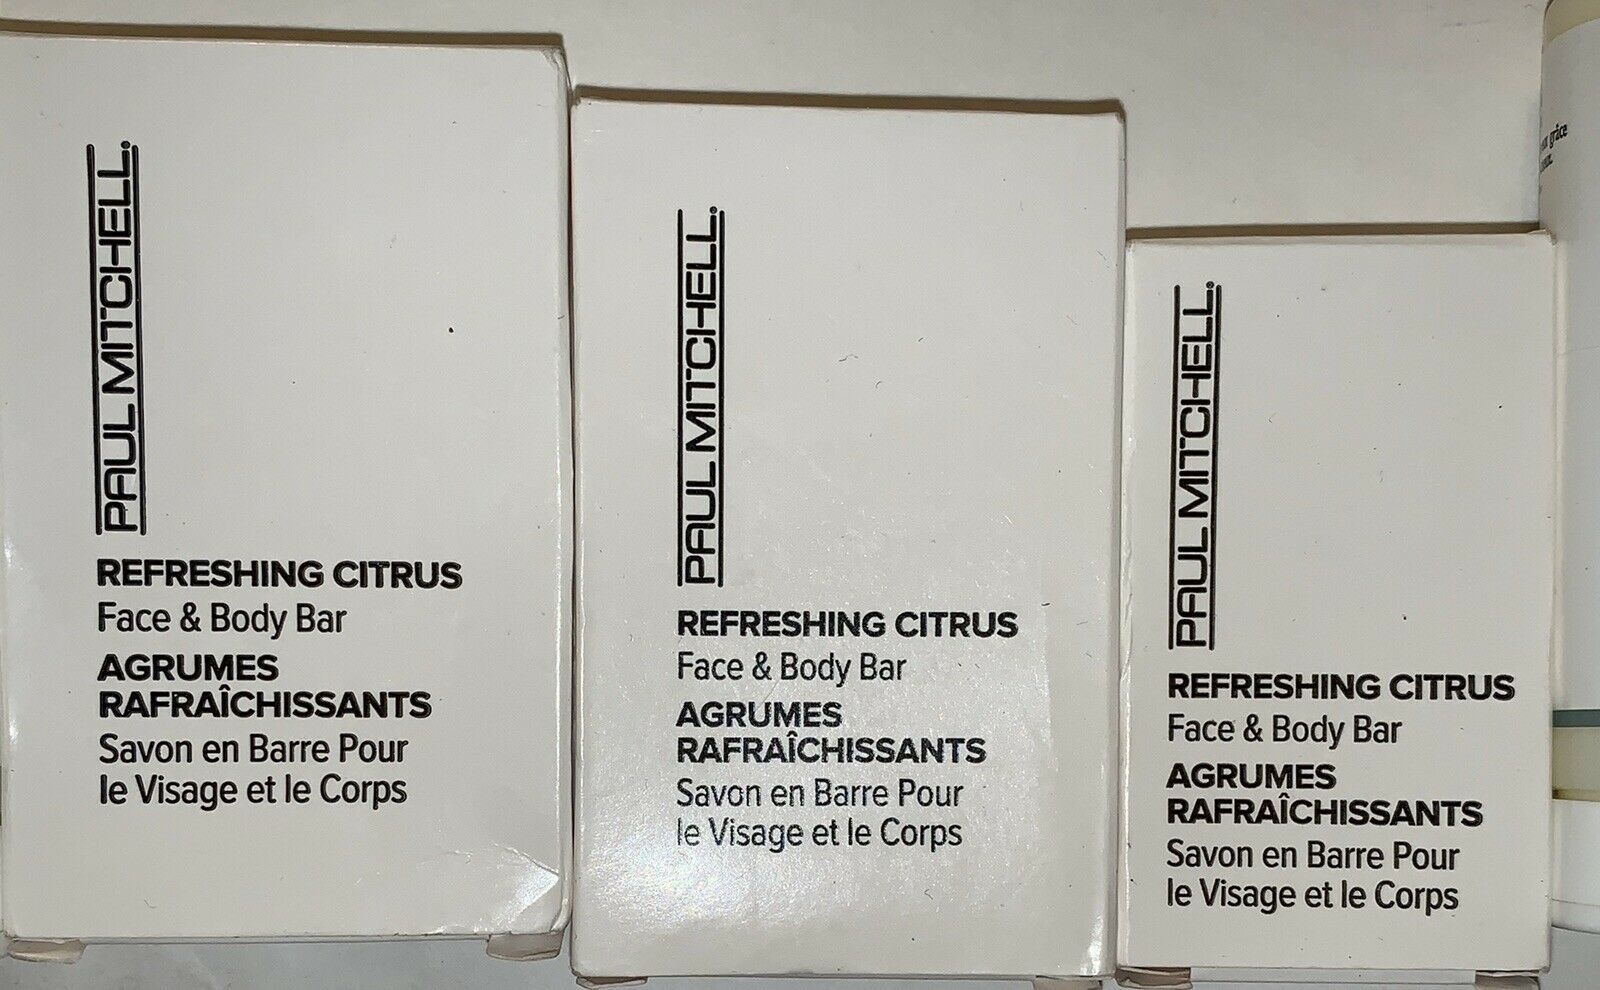 PAUL MITCHELL®
REFRESHING CITRUS
Face & Body Bar
AGRUMES
RAFRAÎCHISSANTS
Savon en Barre Pour
le Visage et le Corps
PAUL MITCHELL®
REFRESHING CITRUS
Face & Body Bar
AGRUMES
RAFRAÎCHISSANTS
Savon en Barre Pour
le Visage et le Corps
PAUL MITCHELL®
REFRESHING CITRUS
Face & Body Bar
AGRUMES
RAFRAÎCHISSANTS
Savon en Barre Pour
le Visage et le Corps
grâce